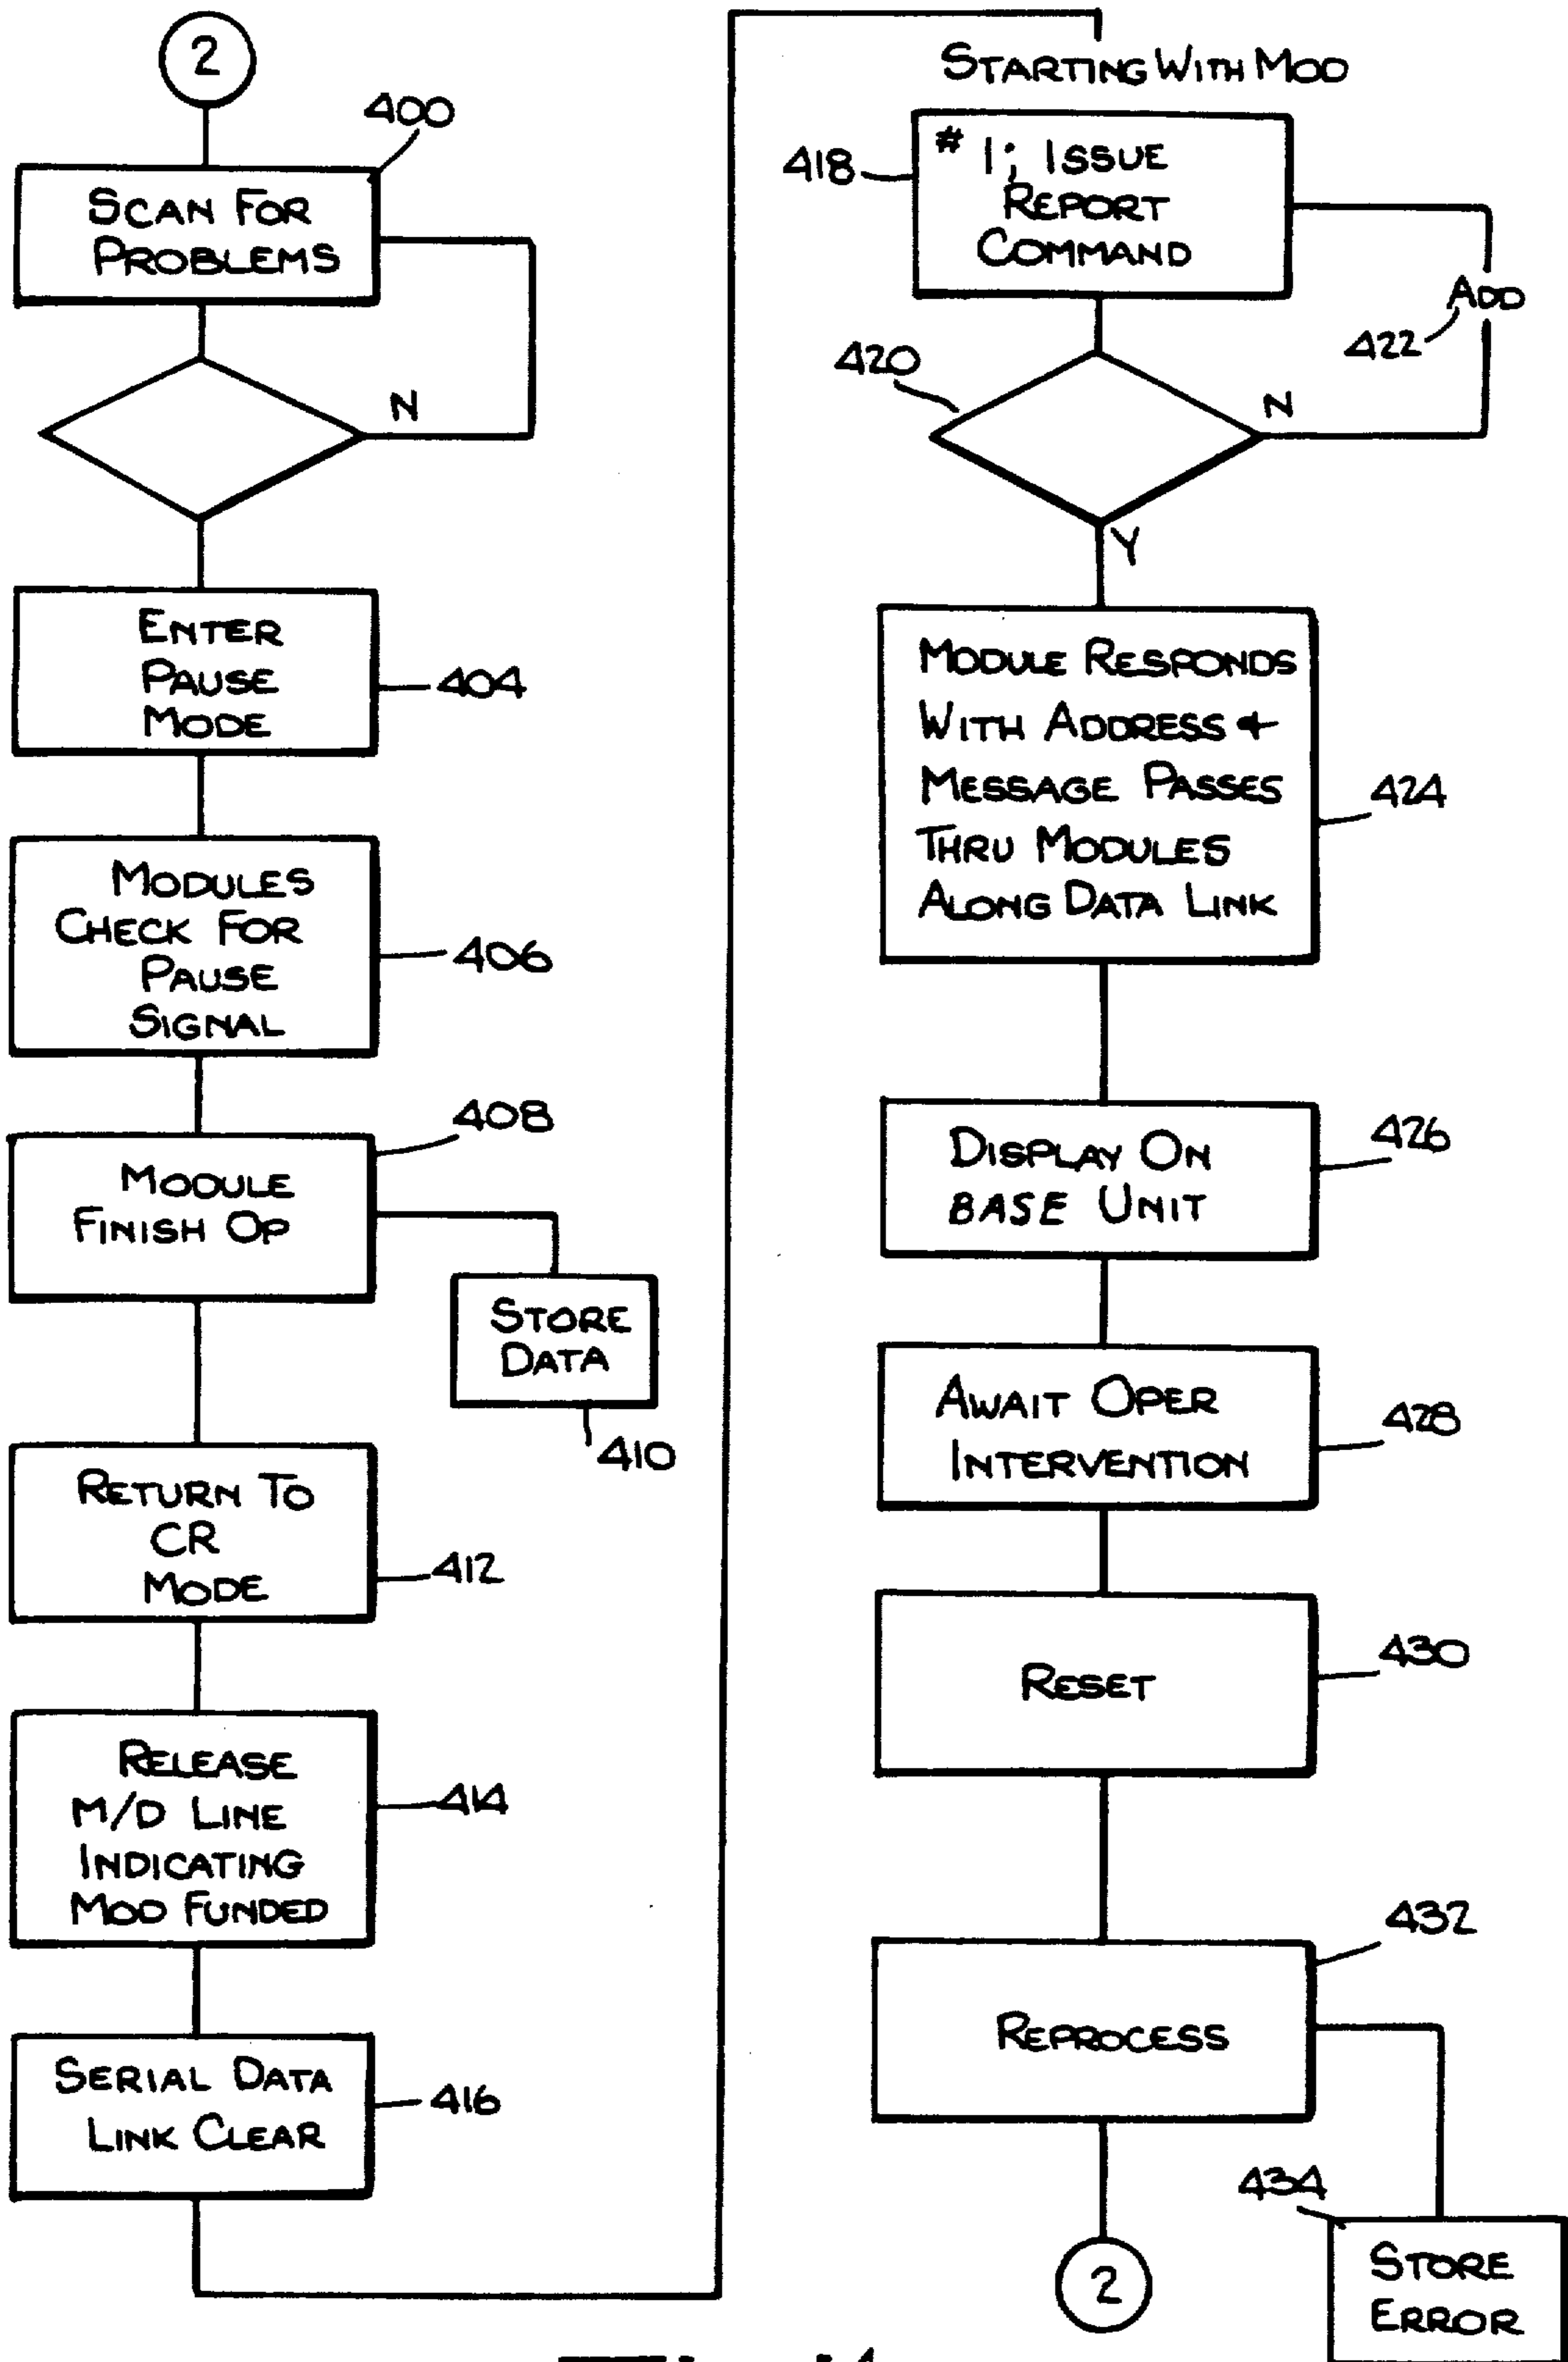 2
400
SCAN FOR
PROBLEMS
N
ENTER
PAUSE
MODE
404
MODULES
CHECK FOR
PAUSE
SIGNAL
406
408
MODULE
FINISH OP
STORE
DATA
410
RETURN TO
CR
MODE
412
RELEASE
M/D LINE
INDICATING
MOD FUNDED
414
SERIAL DATA
LINK CLEAR
416
STARTING WITH MOD
418
# 1; ISSUE
REPORT
COMMAND
ADD
422
420
N
Y
MODULE RESPONDS
WITH ADDRESS &
MESSAGE PASSES
THRU MODULES
ALONG DATA LINK
424
DISPLAY ON
BASE UNIT
426
AWAIT OPER
INTERVENTION
428
RESET
430
432
REPROCESS
434
STORE
ERROR
2